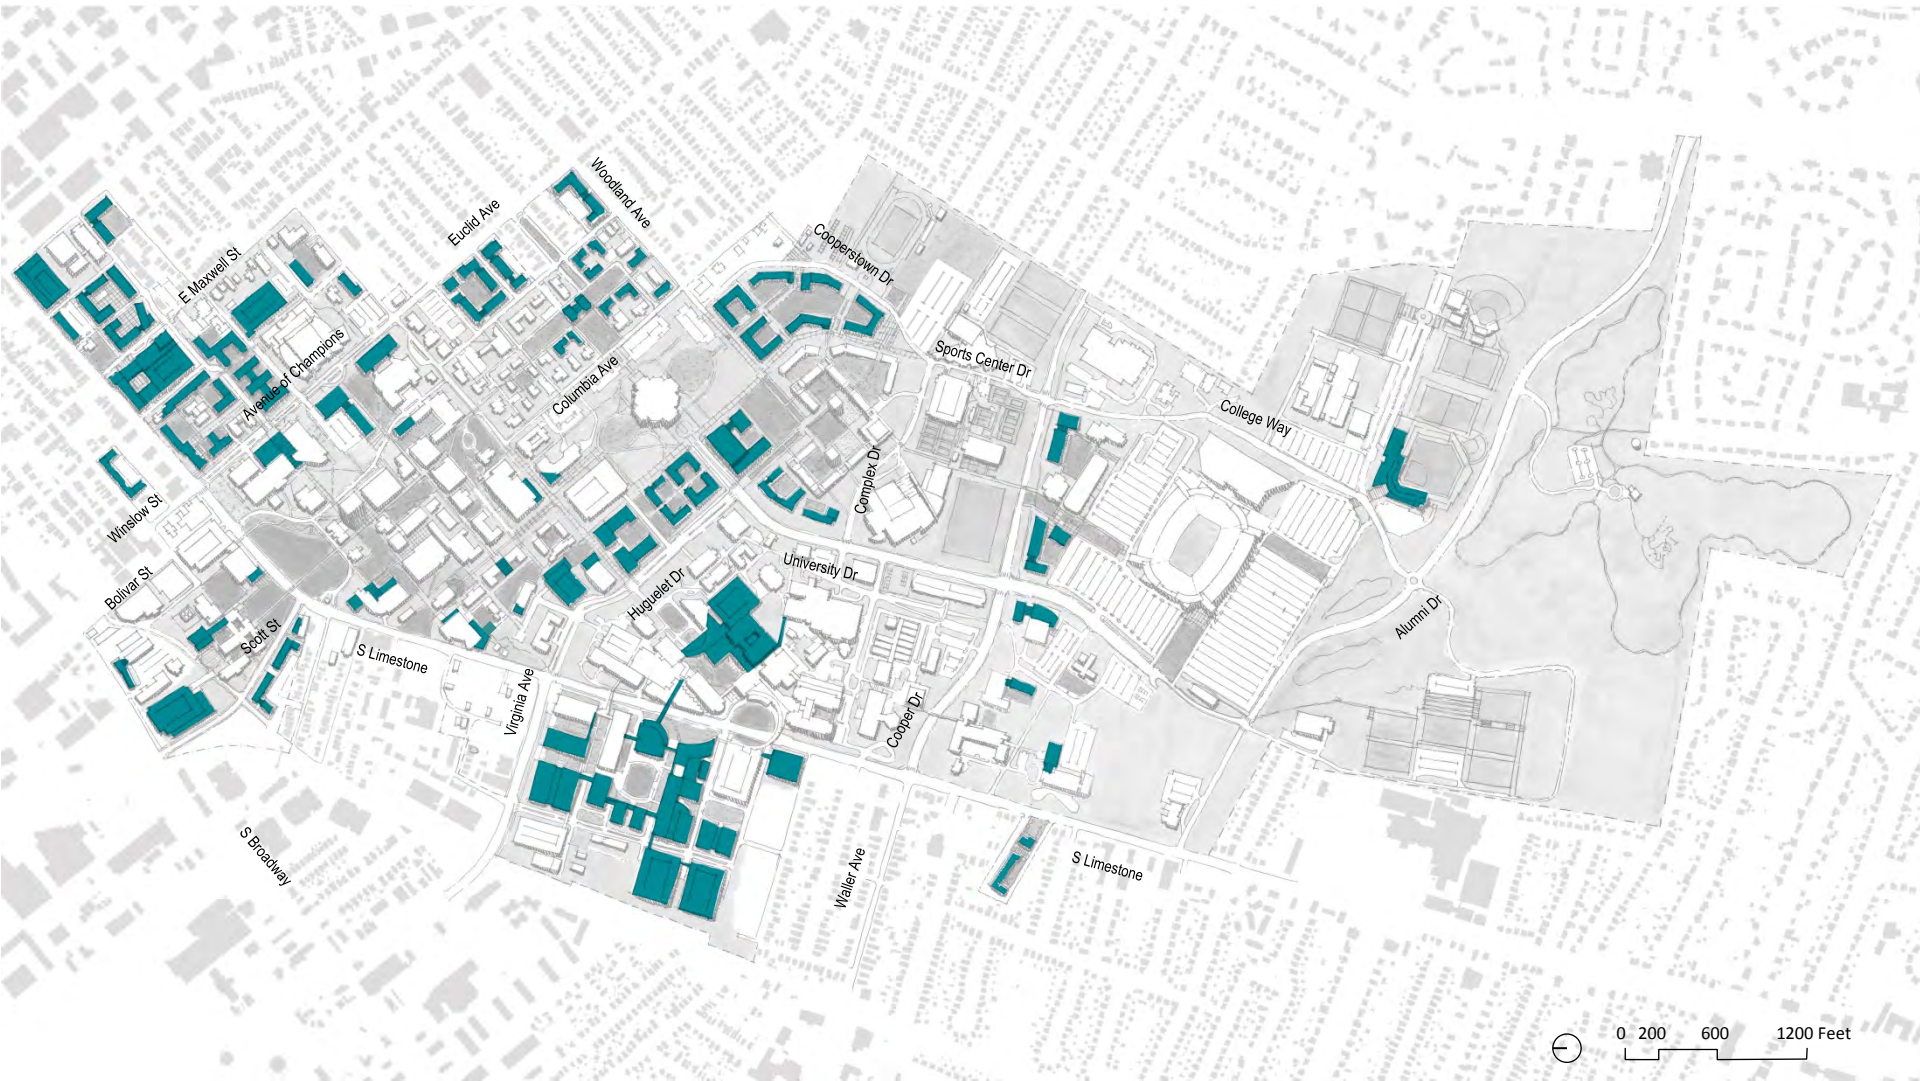 Woodland Ave
Euclid Ave
Cooperstown Dr
E Maxwell St
Avenue of Champions
Sports Center Dr
Columbia Ave
College Way
Complex Dr
Winslow St
University Dr
Huguelet Dr
Bolivar St
Scott St
Alumni Dr
S Limestone
Virginia Ave
Cooper Dr
S Broadway
Waller Ave
S Limestone
0 200 600 1200 Feet